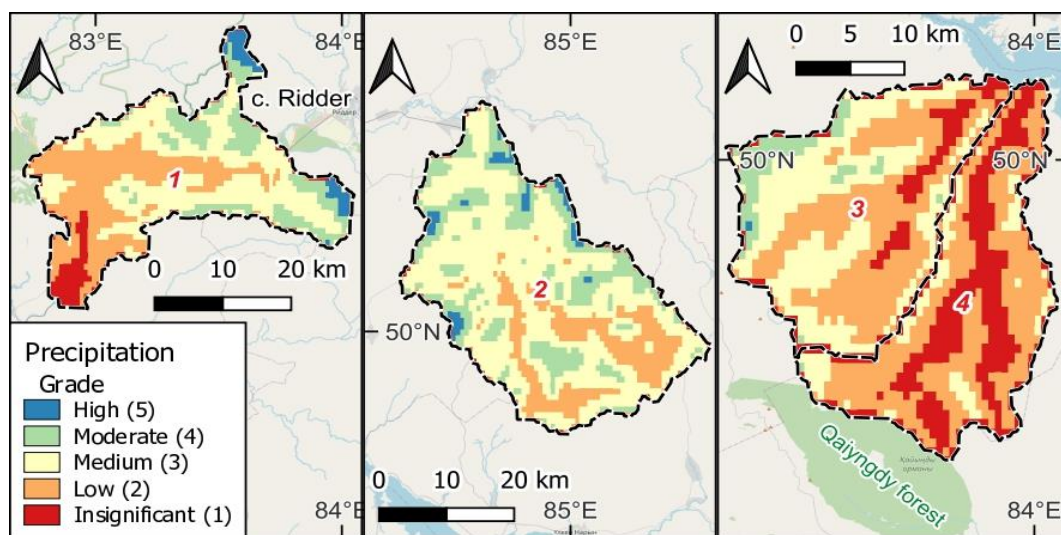 83°E
84°E
c. Ridder
1
0 10 20 km
Precipitation
Grade
High (5)
Moderate (4)
Medium (3)
Low (2)
Insignificant (1)
84°E
85°E
2
50°N
0 10 20 km
85°E
0 5 10 km
84°E
50°N
50°N
3
4
Qaiyngdy forest
84°E